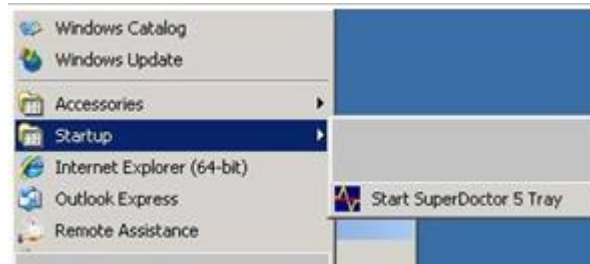 Windows Catalog
Windows Update
Accessories
Startup
Internet Explorer (64-bit)
Start SuperDoctor 5 Tray
Outlook Express
Remote Assistance